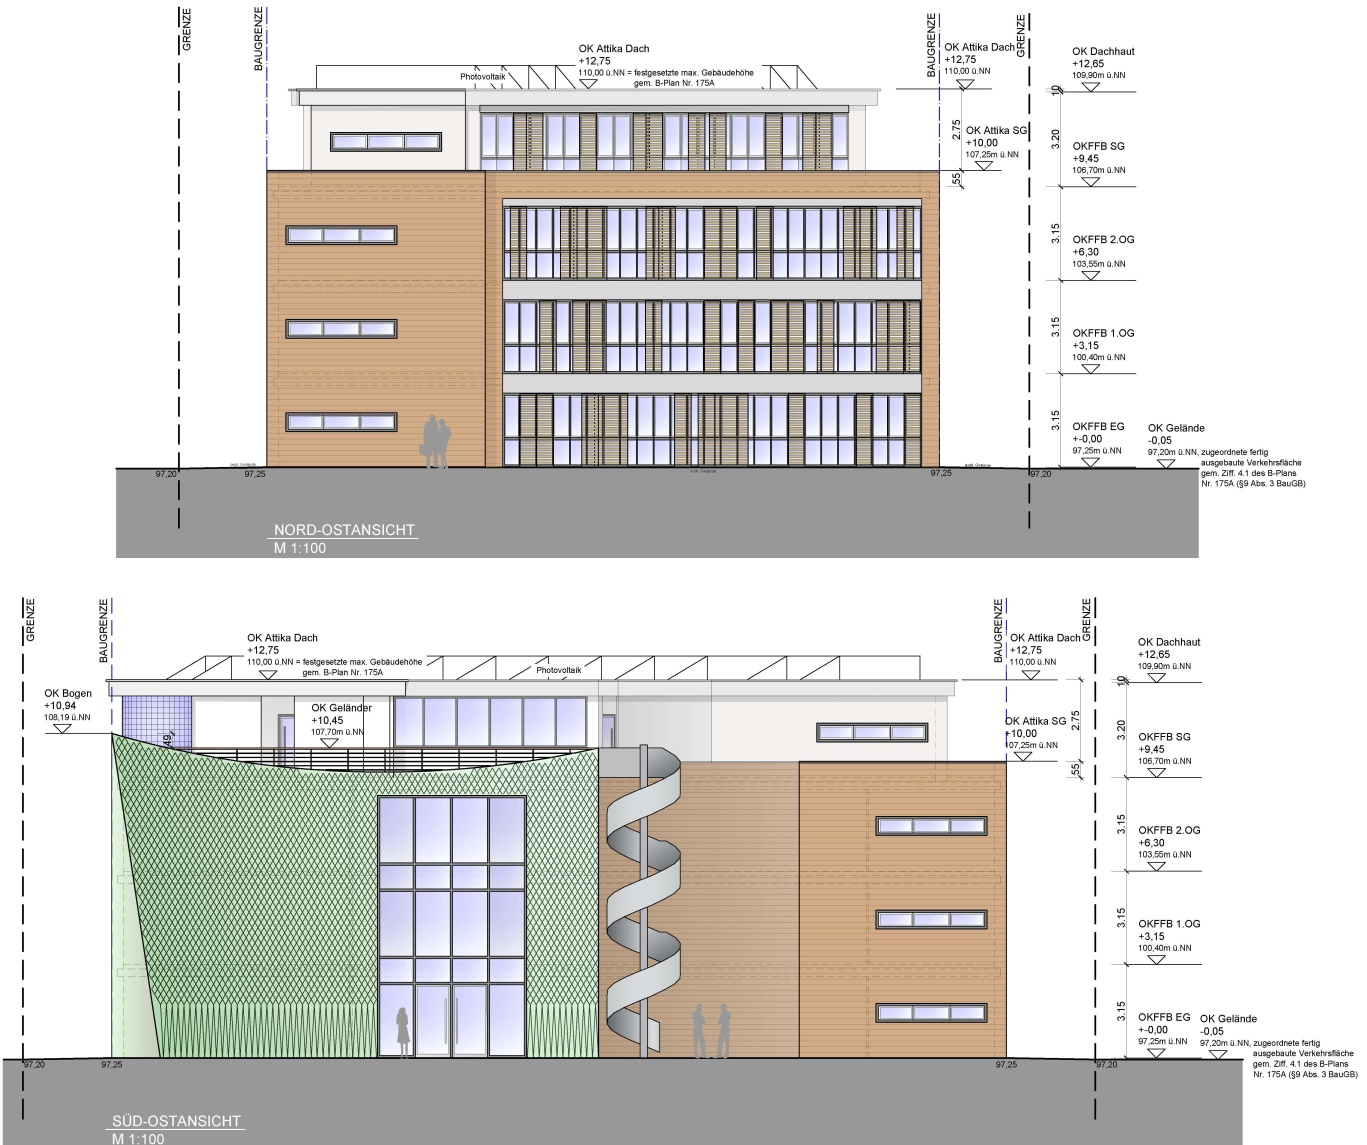 GRENZE
BAUGRENZE
OK Attika Dach
+12,75
110,00 ü.NN = festgesetzte max. Gebäudehöhe
gem. B-Plan Nr. 175A
Photovoltaik
BAUGRENZE
OK Attika Dach
+12,75
110,00 ü.NN
GRENZE
OK Dachhaut
+12,65
109,90m ü.NN
10
2.75
3.20
OK Attika SG
+10,00
107,25m ü.NN
55
OKFFB SG
+9,45
106,70m ü.NN
3.15
OKFFB 2.OG
+6,30
103,55m ü.NN
3.15
OKFFB 1.OG
+3,15
100,40m ü.NN
3.15
OKFFB EG
+-0,00
97,25m ü.NN
OK Gelände
-0,05
97,20m ü.NN, zugeordnete fertig
ausgebaute Verkehrsfläche
gem. Ziff. 4.1 des B-Plans
Nr. 175A (§9 Abs. 3 BauGB)
97,20
97,25
97,25
97,20
NORD-OSTANSICHT
M 1:100
GRENZE
BAUGRENZE
OK Attika Dach
+12,75
110,00 ü.NN = festgesetzte max. Gebäudehöhe
gem. B-Plan Nr. 175A
Photovoltaik
BAUGRENZE
OK Attika Dach
+12,75
110,00 ü.NN
GRENZE
OK Dachhaut
+12,65
109,90m ü.NN
10
2.75
3.20
OK Bogen
+10,94
108,19 ü.NN
49
OK Geländer
+10,45
107,70m ü.NN
OK Attika SG
+10,00
107,25m ü.NN
55
OKFFB SG
+9,45
106,70m ü.NN
3.15
OKFFB 2.OG
+6,30
103,55m ü.NN
3.15
OKFFB 1.OG
+3,15
100,40m ü.NN
3.15
OKFFB EG
+-0,00
97,25m ü.NN
OK Gelände
-0,05
97,20m ü.NN, zugeordnete fertig
ausgebaute Verkehrsfläche
gem. Ziff. 4.1 des B-Plans
Nr. 175A (§9 Abs. 3 BauGB)
97,20
97,25
97,25
97,20
SÜD-OSTANSICHT
M 1:100